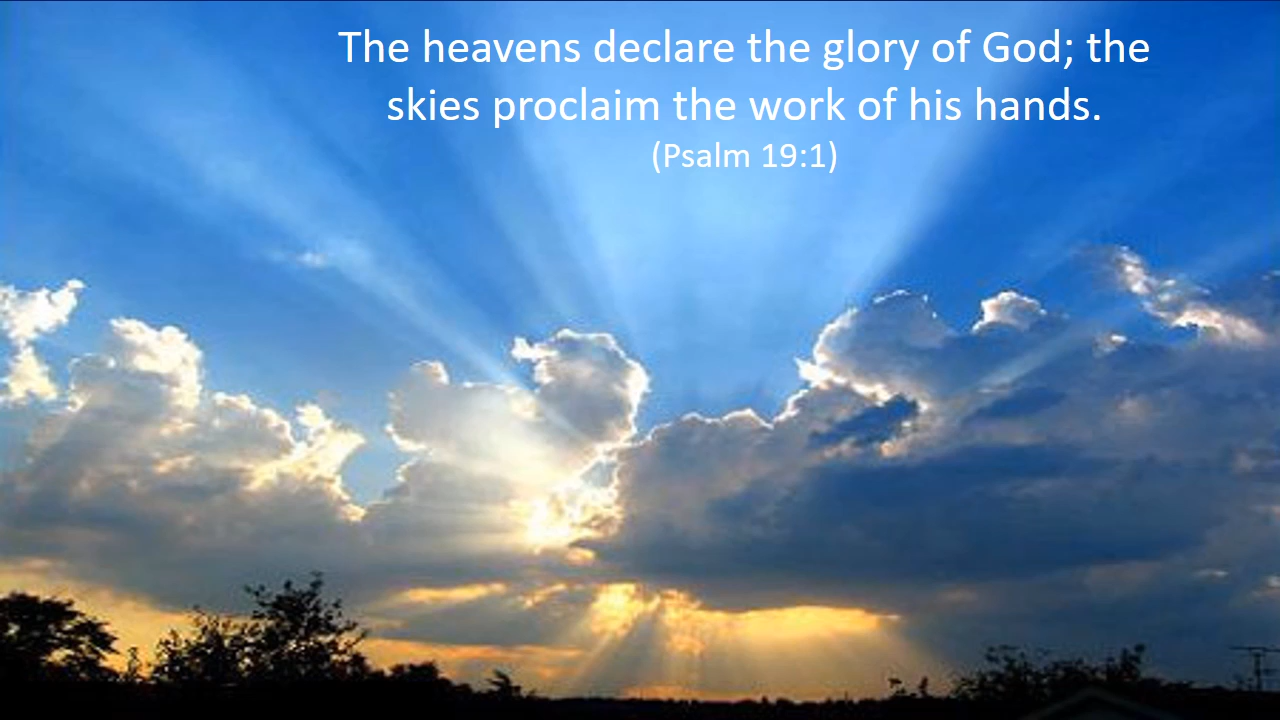 The heavens declare the glory of God; the
skies proclaim the work of his hands.
(Psalm 19:1)